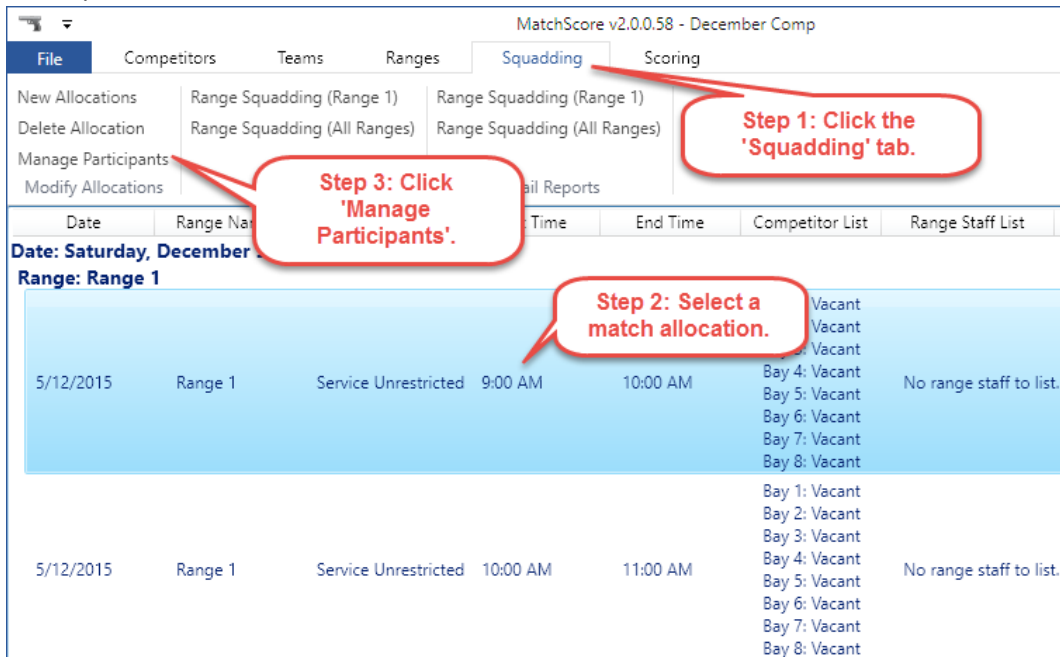 MatchScore v2.0.0.58 - December Comp
File Competitors Teams Ranges Squadding Scoring
New Allocations Range Squadding (Range 1) Range Squadding (Range 1)
Delete Allocation Range Squadding (All Ranges) Range Squadding (All Ranges)
Manage Participants
Modify Allocations Reports
Step 1: Click the
'Squadding' tab.
Step 3: Click
'Manage
Participants'.
Date Range Time End Time Competitor List Range Staff List
Date: Saturday, December
Range: Range 1
Step 2: Select a
match allocation.
Vacant
Vacant
Vacant
Bay 4: Vacant
5/12/2015 Range 1 Service Unrestricted 9:00 AM 10:00 AM No range staff to list.
Bay 5: Vacant
Bay 6: Vacant
Bay 7: Vacant
Bay 8: Vacant
Bay 1: Vacant
Bay 2: Vacant
Bay 3: Vacant
Bay 4: Vacant
5/12/2015 Range 1 Service Unrestricted 10:00 AM 11:00 AM No range staff to list.
Bay 5: Vacant
Bay 6: Vacant
Bay 7: Vacant
Bay 8: Vacant